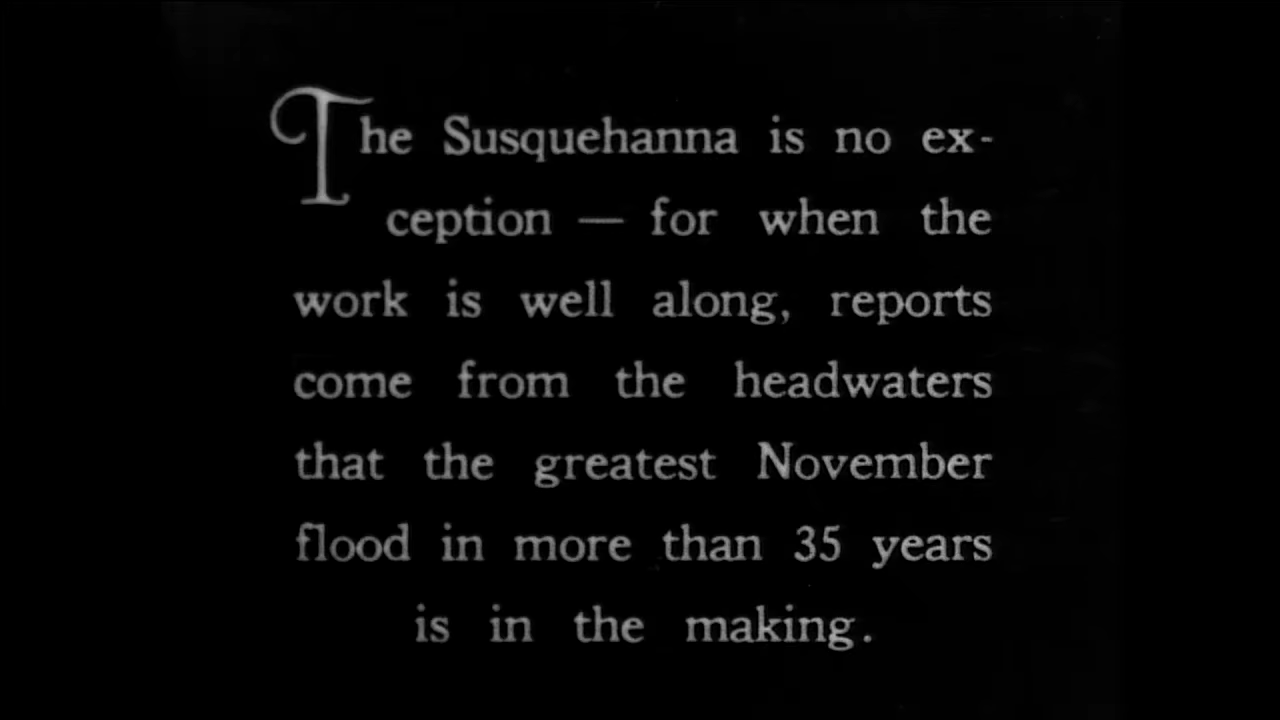 The Susquehanna is no ex-
ception — for when the
work is well along, reports
come from the headwaters
that the greatest November
flood in more than 35 years
is in the making.